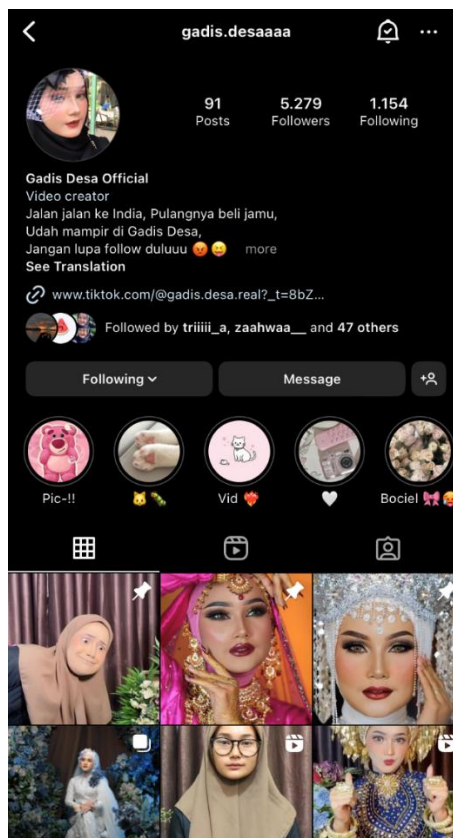 gadis.desaaaa
91 5.279 1.154
Posts Followers Following
Gadis Desa Official
Video creator
Jalan jalan ke India, Pulangnya beli jamu,
Udah mampir di Gadis Desa,
Jangan lupa follow duluuu 😡😝 more
See Translation
www.tiktok.com/@gadis.desa.real?_t=8bZ...
Followed by triiiii_a, zaahwaa__ and 47 others
Following Message
Pic-!! 🐱🐛 Vid ❤️‍🔥 🤍 Bociel 🎀🥵